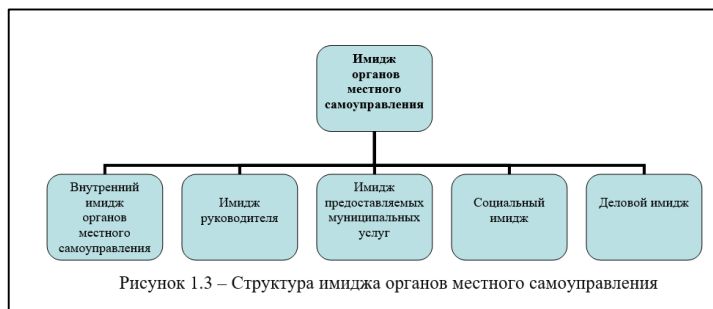 Имидж
органов
местного
самоуправления
Внутренний
имидж
органов
местного
самоуправления
Имидж
руководителя
Имидж
предоставляемых
муниципальных
услуг
Социальный
имидж
Деловой имидж
Рисунок 1.3 – Структура имиджа органов местного самоуправления